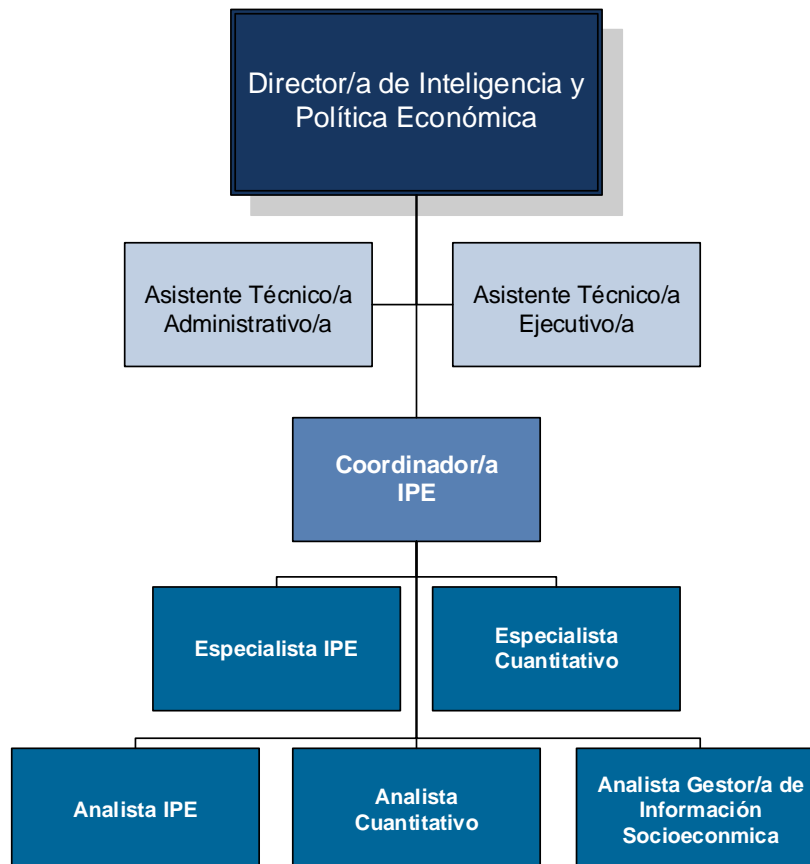 Director/a de Inteligencia y
Política Económica
Asistente Técnico/a
Administrativo/a
Asistente Técnico/a
Ejecutivo/a
Coordinador/a
IPE
Especialista IPE
Especialista
Cuantitativo
Analista IPE
Analista
Cuantitativo
Analista Gestor/a de
Información
Socioeconmica